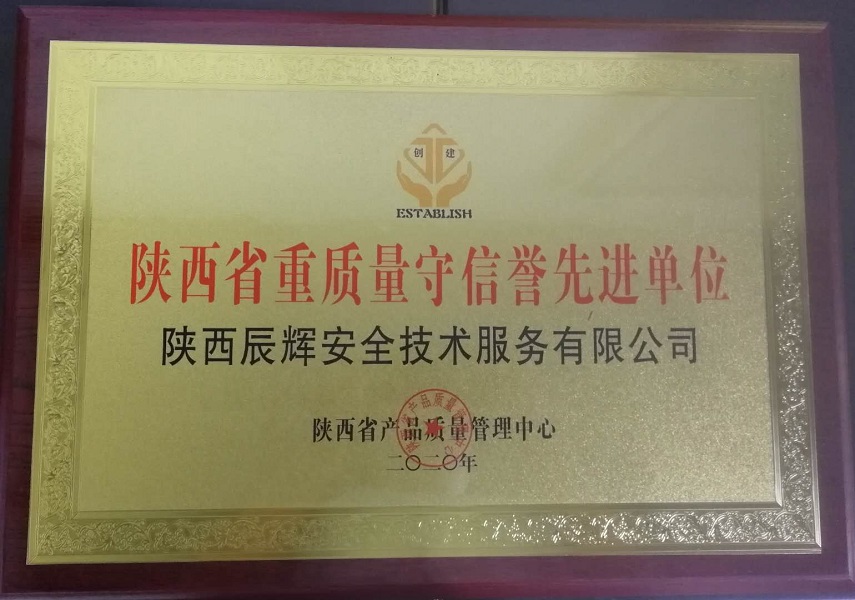 创建
ESTABLISH
陕西省重质量守信誉先进单位
陕西辰辉安全技术服务有限公司
陕西省产品质量管理中心
二〇二〇年